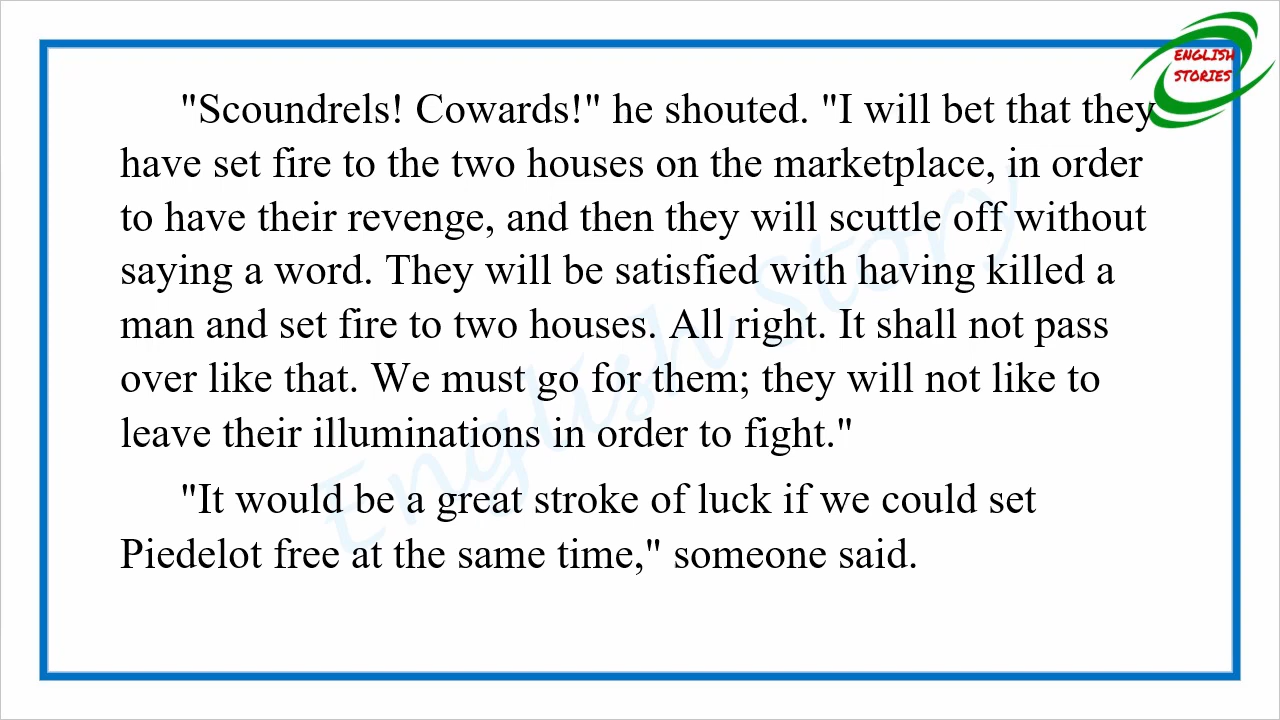 ENGLISH
STORIES
"Scoundrels! Cowards!" he shouted. "I will bet that they
have set fire to the two houses on the marketplace, in order
to have their revenge, and then they will scuttle off without
saying a word. They will be satisfied with having killed a
man and set fire to two houses. All right. It shall not pass
over like that. We must go for them; they will not like to
leave their illuminations in order to fight."
"It would be a great stroke of luck if we could set
Piedelot free at the same time," someone said.
English Story